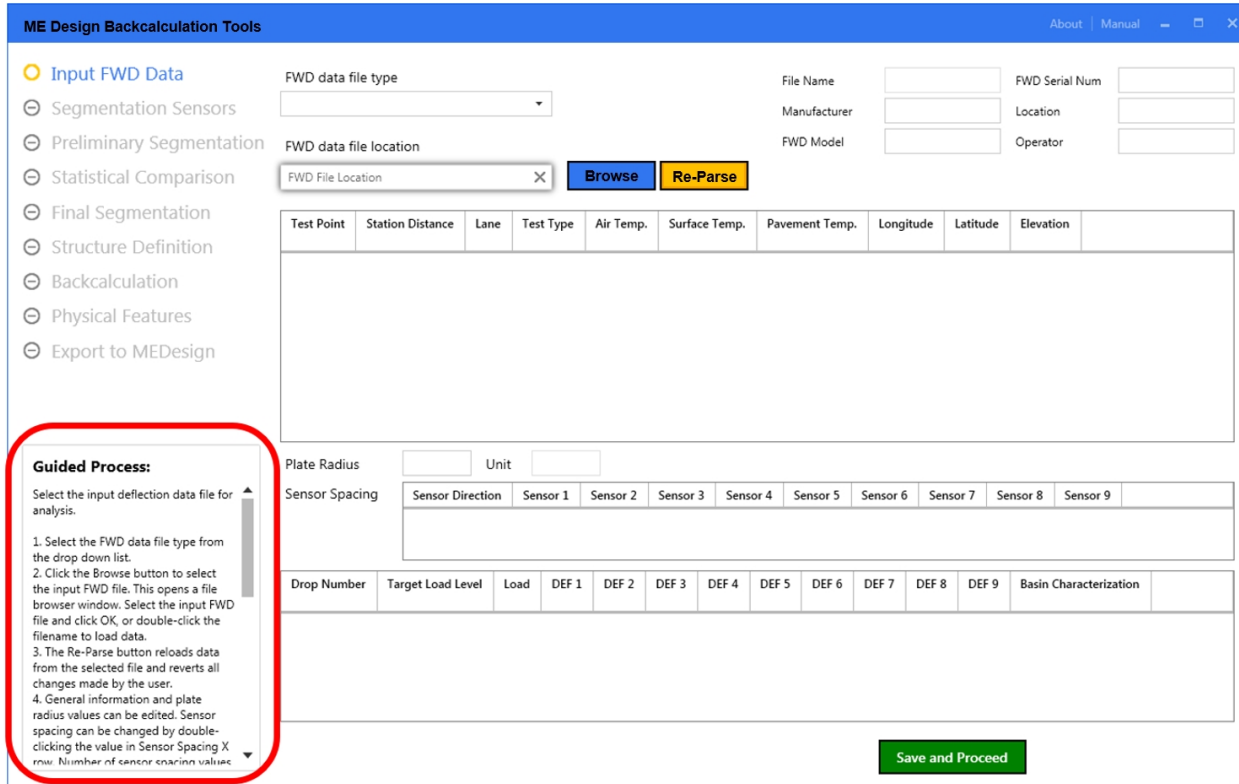 ME Design Backcalculation Tools
About | Manual
Input FWD Data
Segmentation Sensors
Preliminary Segmentation
Statistical Comparison
Final Segmentation
Structure Definition
Backcalculation
Physical Features
Export to MEDesign
FWD data file type
FWD data file location
FWD File Location
Browse
Re-Parse
File Name
FWD Serial Num
Manufacturer
Location
FWD Model
Operator
Test Point Station Distance Lane Test Type Air Temp. Surface Temp. Pavement Temp. Longitude Latitude Elevation
Guided Process:
Select the input deflection data file for
analysis.
1. Select the FWD data file type from
the drop down list.
2. Click the Browse button to select
the input FWD file. This opens a file
browser window. Select the input FWD
file and click OK, or double-click the
filename to load data.
3. The Re-Parse button reloads data
from the selected file and reverts all
changes made by the user.
4. General information and plate
radius values can be edited. Sensor
spacing can be changed by double-
clicking the value in Sensor Spacing X
row. Number of sensor spacing values
Plate Radius
Unit
Sensor Spacing
Sensor Direction Sensor 1 Sensor 2 Sensor 3 Sensor 4 Sensor 5 Sensor 6 Sensor 7 Sensor 8 Sensor 9
Drop Number Target Load Level Load DEF 1 DEF 2 DEF 3 DEF 4 DEF 5 DEF 6 DEF 7 DEF 8 DEF 9 Basin Characterization
Save and Proceed